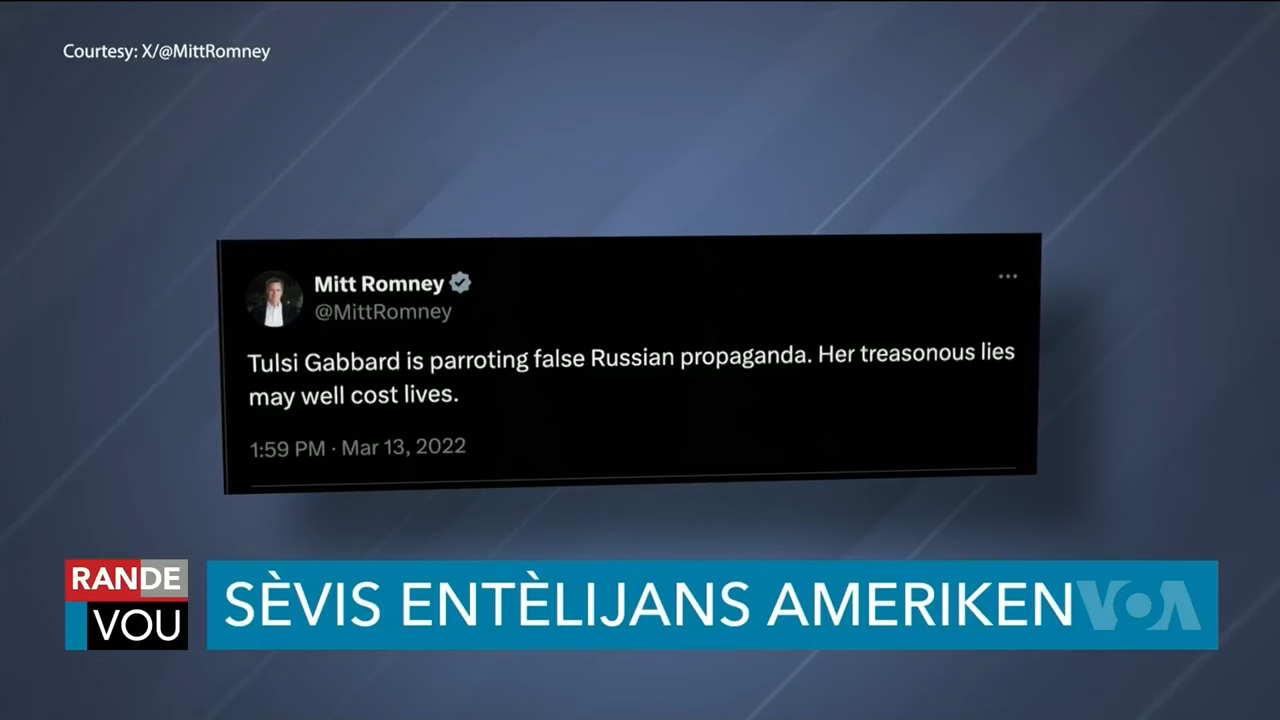 Courtesy: X/@MittRomney
Mitt Romney
@MittRomney
Tulsi Gabbard is parroting false Russian propaganda. Her treasonous lies
may well cost lives.
1:59 PM · Mar 13, 2022
RANDE
VOU
SÈVIS ENTÈLIJANS AMERIKEN
VOA